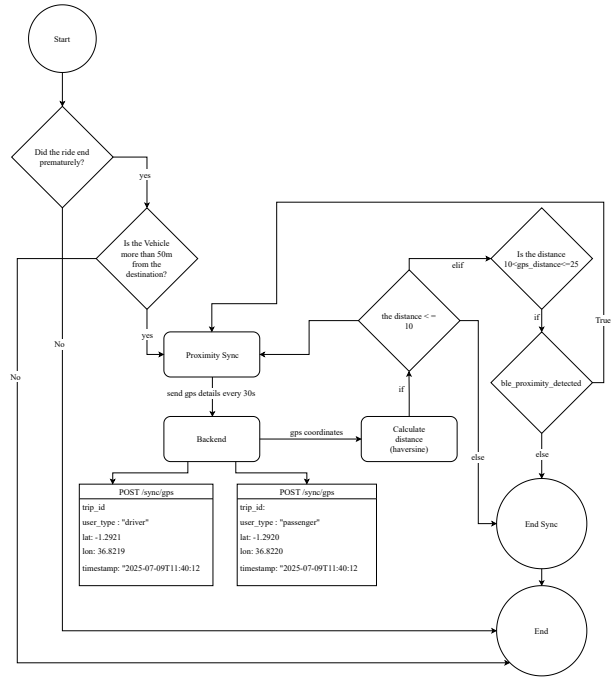 Start
Did the ride end
prematurely?
yes
Is the Vehicle
more than 50m
from the
destination?
Is the distance
10<gps_distance<=25
elif
the distance < =
10
if
True
yes
No
Proximity Sync
No
ble_proximity_detected
send gps details every 30s
if
Backend
gps coordinates
Calculate
distance
(haversine)
else
else
POST /sync/gps
trip_id
user_type : "driver"
lat: -1.2921
lon: 36.8219
timestamp: "2025-07-09T11:40:12
POST /sync/gps
trip_id:
user_type : "passenger"
lat: -1.2920
lon: 36.8220
timestamp: "2025-07-09T11:40:12
End Sync
End